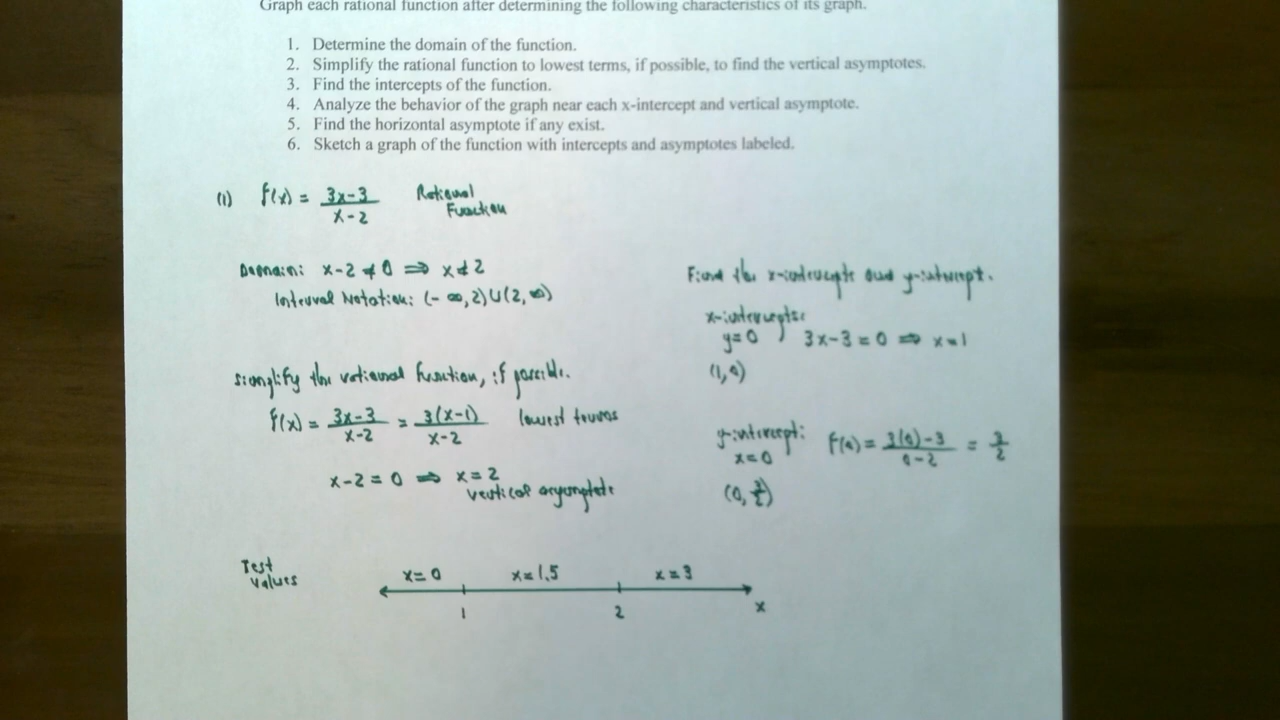 Graph each rational function after determining the following characteristics of its graph.
1. Determine the domain of the function.
2. Simplify the rational function to lowest terms, if possible, to find the vertical asymptotes.
3. Find the intercepts of the function.
4. Analyze the behavior of the graph near each x-intercept and vertical asymptote.
5. Find the horizontal asymptote if any exist.
6. Sketch a graph of the function with intercepts and asymptotes labeled.
(1) f(x) = (3x-3)/(x-2) Rational
Function
Domain: x-2 ≠ 0 ⇒ x ≠ 2
Interval Notation: (-∞,2)∪(2,∞)
Simplify the rational function, if possible.
f(x) = (3x-3)/(x-2) = 3(x-1)/(x-2) lowest terms
x-2 = 0 ⇒ x = 2
vertical asymptote
Find the x-intercepts and y-intercept.
x-intercepts:
y=0, 3x-3 = 0 ⇒ x=1
(1,0)
y-intercept: f(0) = (3(0)-3)/(0-2) = 3/2
x=0
(0, 3/2)
Test
Values
x=0 x=1.5 x=3
1 2 x